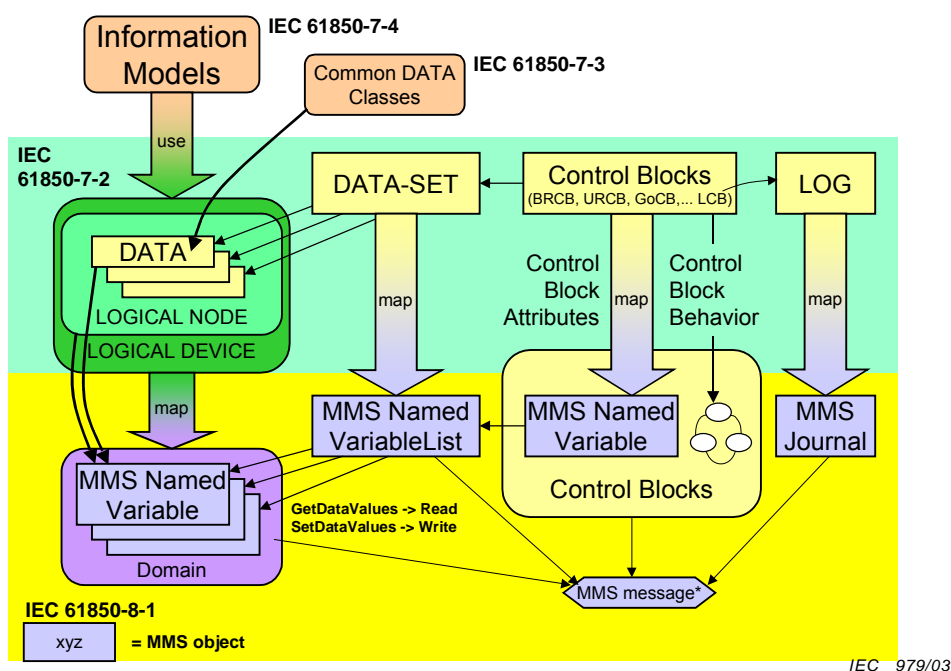 Information
Models
IEC 61850-7-4
Common DATA
Classes
IEC 61850-7-3
use
IEC
61850-7-2
DATA-SET
Control Blocks
(BRCB, URCB, GoCB,... LCB)
LOG
DATA
LOGICAL NODE
LOGICAL DEVICE
map
Control
Block
Attributes
map
Control
Block
Behavior
map
map
MMS Named
VariableList
MMS Named
Variable
MMS
Journal
Control Blocks
MMS Named
Variable
Domain
GetDataValues -> Read
SetDataValues -> Write
MMS message*
IEC 61850-8-1
xyz
= MMS object
IEC 979/03